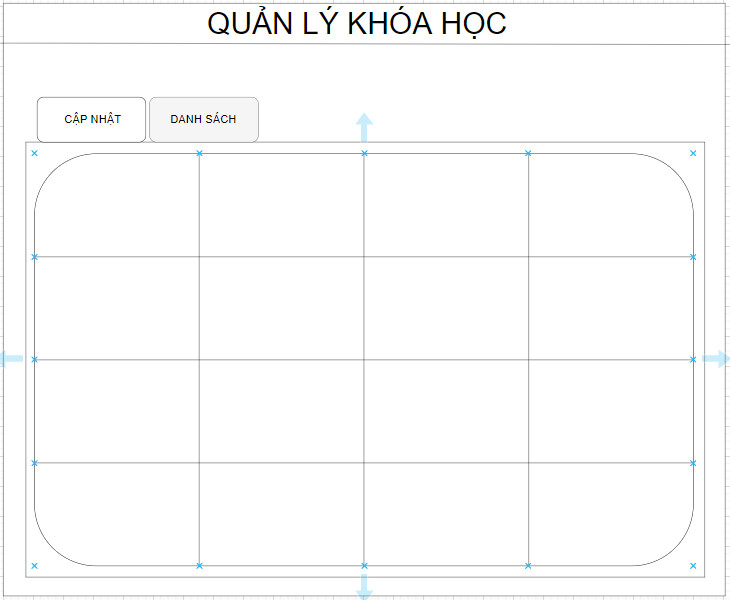 QUẢN LÝ KHÓA HỌC
CẬP NHẬT
DANH SÁCH